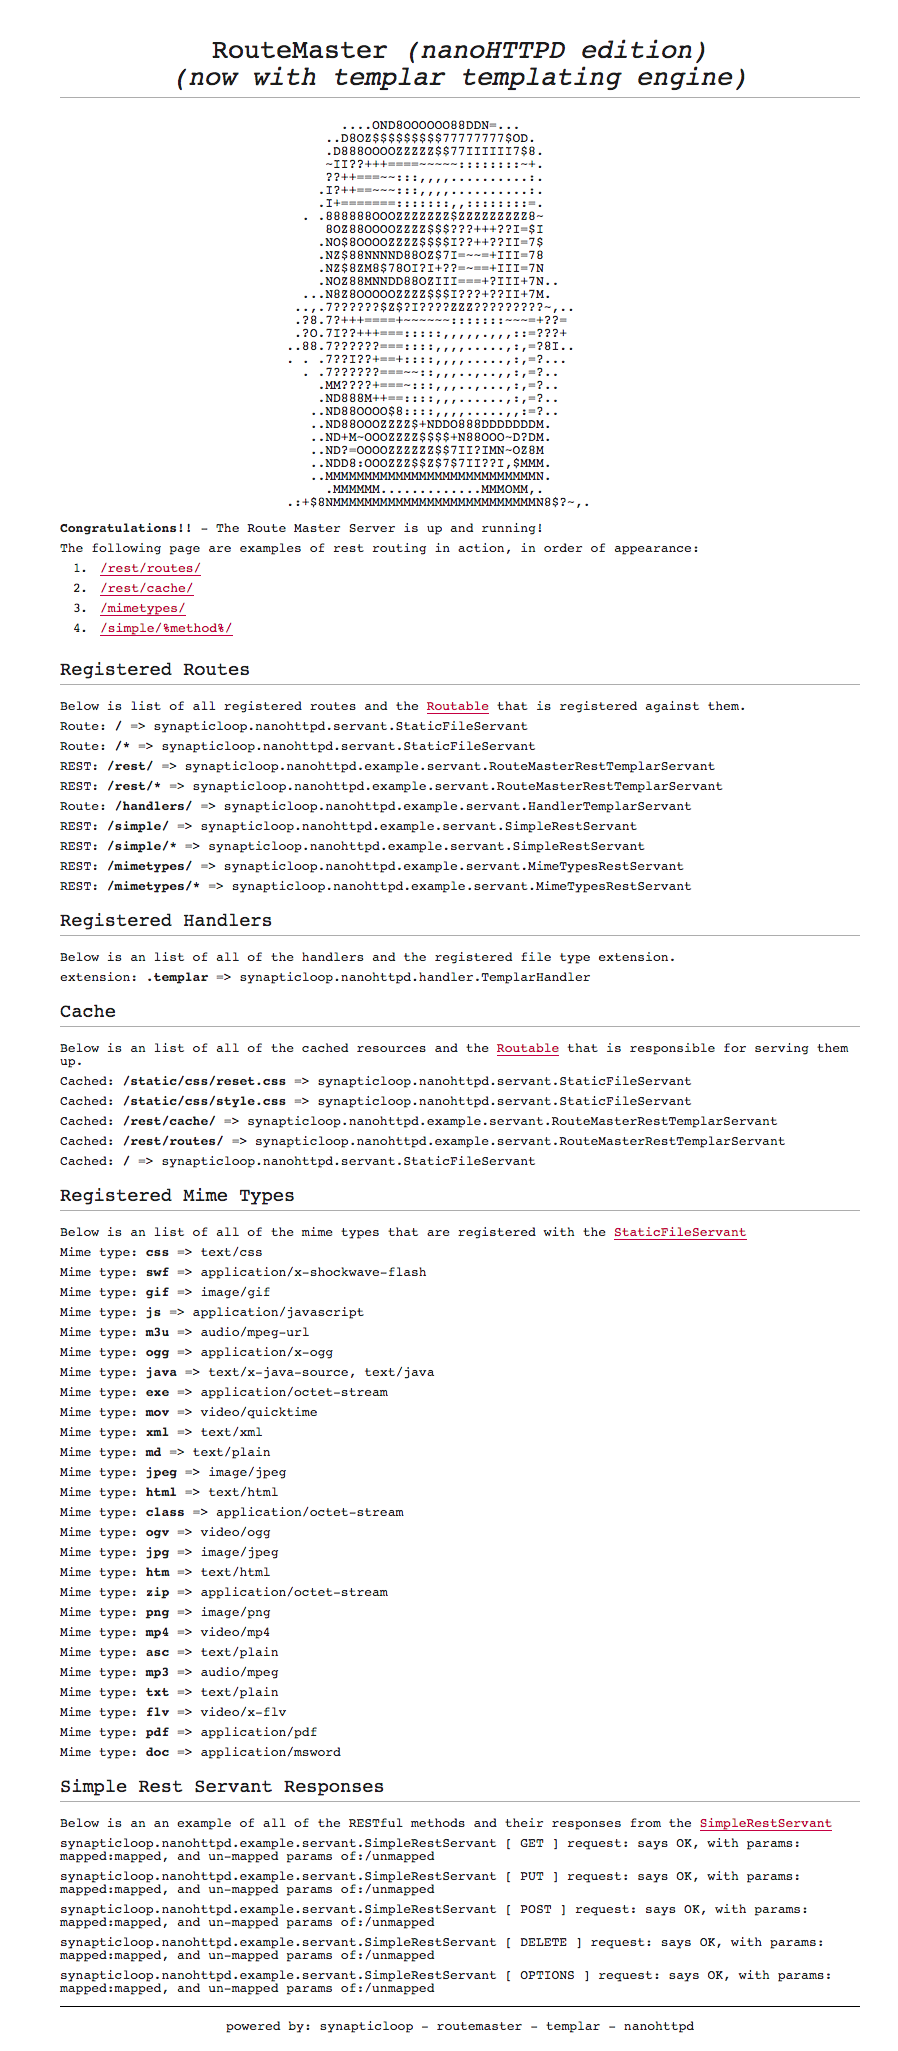 RouteMaster (nanoHTTPD edition)
(now with templar templating engine)
....OND8OOOOOO88DDN=...
..D8OZ$$$$$$$$$77777777$OD.
.D888OOOOZZZZZ$$77IIIIII7$8.
~II??+++====~~~~~::::::::~+.
??++===~~:::,,,,..........:.
.I?++==~~~:::,,,,..........:.
.I+=======:::::::,,::::::::=.
. .888888OOOZZZZZZZ$ZZZZZZZZZZ8~
8OZ88OOOOZZZZ$$$???+++??I=$I
.NO$8OOOOZZZZ$$$$I??++??II=7$
.NZ$88NNNND88OZ$7I=~~=+III=78
.NZ$8ZM8$78OI?I+??=~==+III=7N
.NOZ88MNNDD88OZIII===+?III+7N..
...N8Z8OOOOOZZZZ$$$I???+??II+7M.
..,.7??????$Z$?I????ZZZ?????????~,..
.?8.7?+++====+~~~~~~:::::::~~~=+??=
.?O.7I??+++===:::::,,,,,.,,,::=???+
..88.7??????===::::,,,,.....,:,=?8I..
. . .7??I??+==+::::,,,,.....,:,=?...
. .7??????===~~::,,,..,..,,:,=?..
.MM????+===~:::,,,..,...,:,=?..
.ND888M++==::::,,,......,:,=?..
..ND88OOOO$8::::,,,,.....,,:=?..
..ND88OOOZZZZ$+NDDO888DDDDDDDM.
..ND+M~OOOZZZZ$$$$+N88OOO~D?DM.
..ND?=OOOOZZZZZZ$$7II?IMN~OZ8M
..NDD8:OOOZZZ$$Z$7$7II??I,$MMM.
..MMMMMMMMMMMMMMMMMMMMMMMMMMMN.
.MMMMMM.............MMMOMM,.
.:+$8NMMMMMMMMMMMMMMMMMMMMMMMMMMN8$?~,.
Congratulations!! - The Route Master Server is up and running!
The following page are examples of rest routing in action, in order of appearance:
1. /rest/routes/
2. /rest/cache/
3. /mimetypes/
4. /simple/%method%/
Registered Routes
Below is list of all registered routes and the Routable that is registered against them.
Route: / => synapticloop.nanohttpd.servant.StaticFileServant
Route: /* => synapticloop.nanohttpd.servant.StaticFileServant
REST: /rest/ => synapticloop.nanohttpd.example.servant.RouteMasterRestTemplarServant
REST: /rest/* => synapticloop.nanohttpd.example.servant.RouteMasterRestTemplarServant
Route: /handlers/ => synapticloop.nanohttpd.example.servant.HandlerTemplarServant
REST: /simple/ => synapticloop.nanohttpd.example.servant.SimpleRestServant
REST: /simple/* => synapticloop.nanohttpd.example.servant.SimpleRestServant
REST: /mimetypes/ => synapticloop.nanohttpd.example.servant.MimeTypesRestServant
REST: /mimetypes/* => synapticloop.nanohttpd.example.servant.MimeTypesRestServant
Registered Handlers
Below is an list of all of the handlers and the registered file type extension.
extension: .templar => synapticloop.nanohttpd.handler.TemplarHandler
Cache
Below is an list of all of the cached resources and the Routable that is responsible for serving them
up.
Cached: /static/css/reset.css => synapticloop.nanohttpd.servant.StaticFileServant
Cached: /static/css/style.css => synapticloop.nanohttpd.servant.StaticFileServant
Cached: /rest/cache/ => synapticloop.nanohttpd.example.servant.RouteMasterRestTemplarServant
Cached: /rest/routes/ => synapticloop.nanohttpd.example.servant.RouteMasterRestTemplarServant
Cached: / => synapticloop.nanohttpd.servant.StaticFileServant
Registered Mime Types
Below is an list of all of the mime types that are registered with the StaticFileServant
Mime type: css => text/css
Mime type: swf => application/x-shockwave-flash
Mime type: gif => image/gif
Mime type: js => application/javascript
Mime type: m3u => audio/mpeg-url
Mime type: ogg => application/x-ogg
Mime type: java => text/x-java-source, text/java
Mime type: exe => application/octet-stream
Mime type: mov => video/quicktime
Mime type: xml => text/xml
Mime type: md => text/plain
Mime type: jpeg => image/jpeg
Mime type: html => text/html
Mime type: class => application/octet-stream
Mime type: ogv => video/ogg
Mime type: jpg => image/jpeg
Mime type: htm => text/html
Mime type: zip => application/octet-stream
Mime type: png => image/png
Mime type: mp4 => video/mp4
Mime type: asc => text/plain
Mime type: mp3 => audio/mpeg
Mime type: txt => text/plain
Mime type: flv => video/x-flv
Mime type: pdf => application/pdf
Mime type: doc => application/msword
Simple Rest Servant Responses
Below is an an example of all of the RESTful methods and their responses from the SimpleRestServant
synapticloop.nanohttpd.example.servant.SimpleRestServant [ GET ] request: says OK, with params:
mapped:mapped, and un-mapped params of:/unmapped
synapticloop.nanohttpd.example.servant.SimpleRestServant [ PUT ] request: says OK, with params:
mapped:mapped, and un-mapped params of:/unmapped
synapticloop.nanohttpd.example.servant.SimpleRestServant [ POST ] request: says OK, with params:
mapped:mapped, and un-mapped params of:/unmapped
synapticloop.nanohttpd.example.servant.SimpleRestServant [ DELETE ] request: says OK, with params:
mapped:mapped, and un-mapped params of:/unmapped
synapticloop.nanohttpd.example.servant.SimpleRestServant [ OPTIONS ] request: says OK, with params:
mapped:mapped, and un-mapped params of:/unmapped
powered by: synapticloop - routemaster - templar - nanohttpd